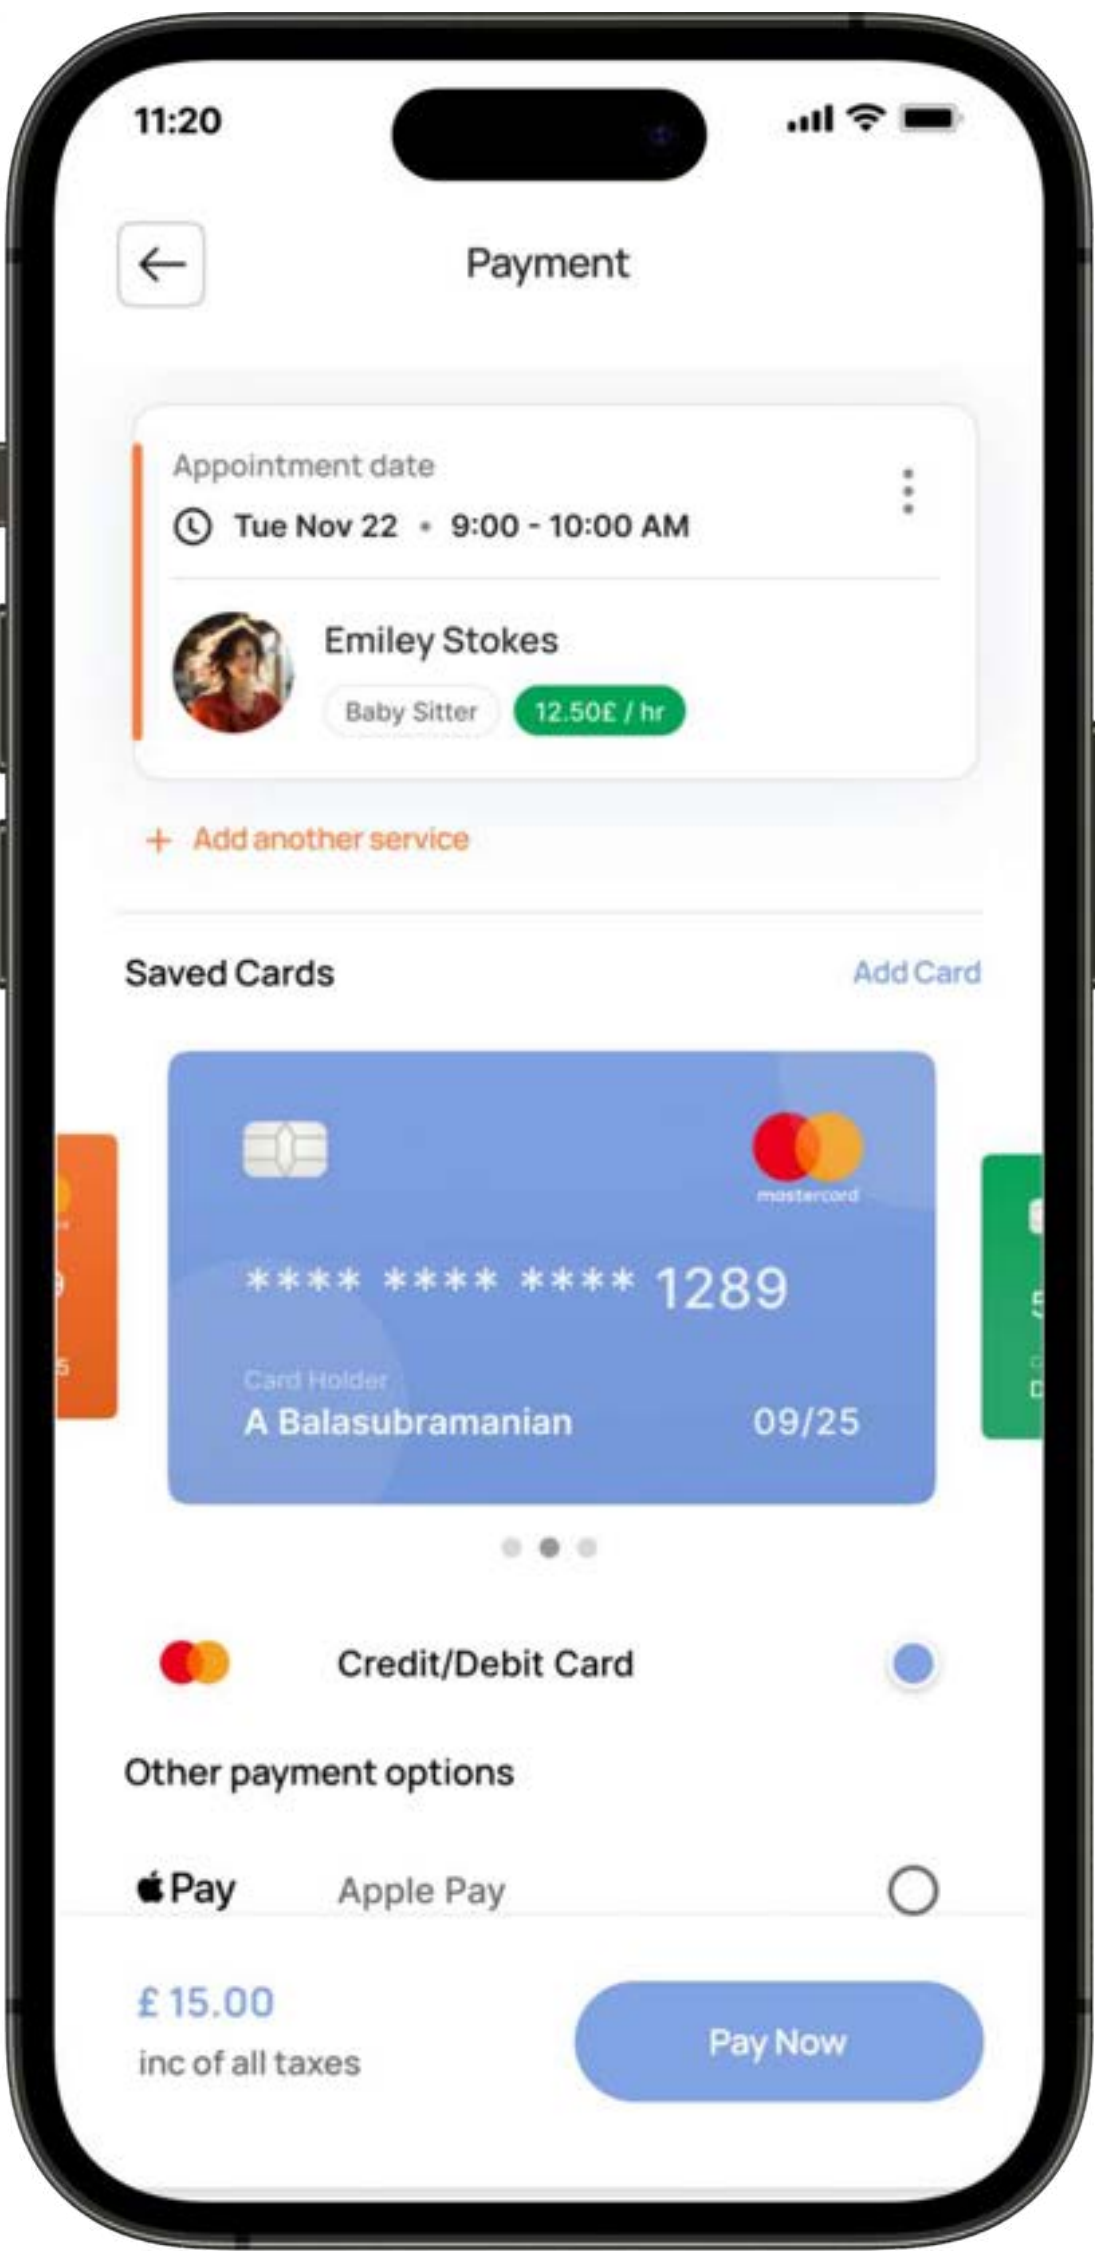 11:20
Payment
Appointment date
Tue Nov 22 • 9:00 - 10:00 AM
Emiley Stokes
Baby Sitter
12.50£ / hr
+ Add another service
Saved Cards
Add Card
mastercard
**** **** **** 1289
Card Holder
A Balasubramanian
09/25
Credit/Debit Card
Other payment options
Pay
Apple Pay
£ 15.00
inc of all taxes
Pay Now